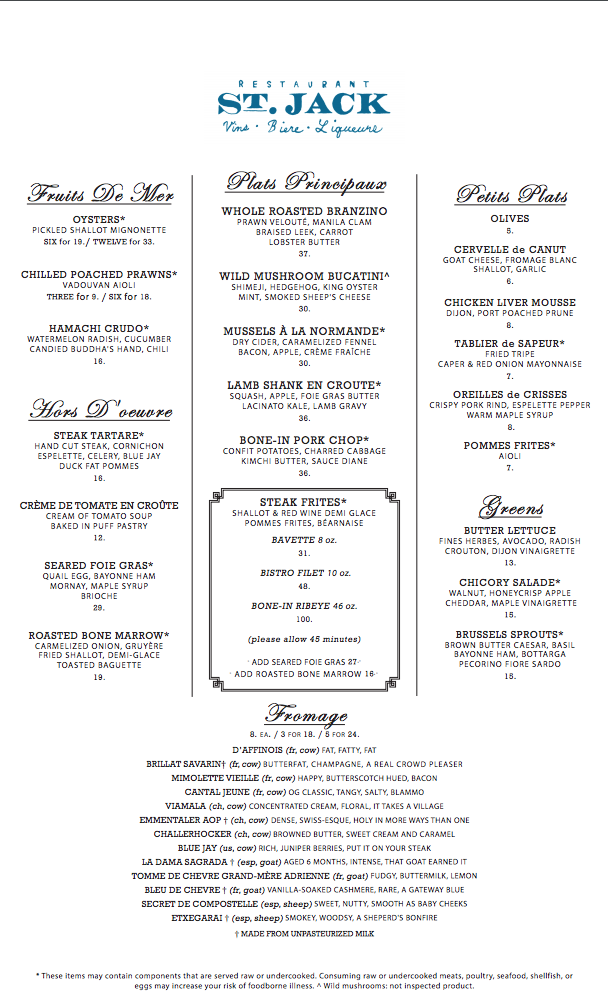 RESTAURANT
ST. JACK
Vins · Biere · Liqueurs
Fruits De Mer
OYSTERS*
PICKLED SHALLOT MIGNONETTE
SIX for 19. / TWELVE for 33.
CHILLED POACHED PRAWNS*
VADOUVAN AIOLI
THREE for 9. / SIX for 18.
HAMACHI CRUDO*
WATERMELON RADISH, CUCUMBER
CANDIED BUDDHA'S HAND, CHILI
16.
Hors D'oeuvre
STEAK TARTARE*
HAND CUT STEAK, CORNICHON
ESPELETTE, CELERY, BLUE JAY
DUCK FAT POMMES
16.
CRÈME DE TOMATE EN CROÛTE
CREAM OF TOMATO SOUP
BAKED IN PUFF PASTRY
12.
SEARED FOIE GRAS*
QUAIL EGG, BAYONNE HAM
MORNAY, MAPLE SYRUP
BRIOCHE
29.
ROASTED BONE MARROW*
CARMELIZED ONION, GRUYÈRE
FRIED SHALLOT, DEMI-GLACE
TOASTED BAGUETTE
19.
Plats Principaux
WHOLE ROASTED BRANZINO
PRAWN VELOUTÉ, MANILA CLAM
BRAISED LEEK, CARROT
LOBSTER BUTTER
37.
WILD MUSHROOM BUCATINI^
SHIMEJI, HEDGEHOG, KING OYSTER
MINT, SMOKED SHEEP'S CHEESE
30.
MUSSELS À LA NORMANDE*
DRY CIDER, CARAMELIZED FENNEL
BACON, APPLE, CRÈME FRAÎCHE
30.
LAMB SHANK EN CROUTE*
SQUASH, APPLE, FOIE GRAS BUTTER
LACINATO KALE, LAMB GRAVY
36.
BONE-IN PORK CHOP*
CONFIT POTATOES, CHARRED CABBAGE
KIMCHI BUTTER, SAUCE DIANE
36.
STEAK FRITES*
SHALLOT & RED WINE DEMI GLACE
POMMES FRITES, BÉARNAISE
BAVETTE 8 oz.
31.
BISTRO FILET 10 oz.
48.
BONE-IN RIBEYE 46 oz.
100.
(please allow 45 minutes)
· ADD SEARED FOIE GRAS 27·
· ADD ROASTED BONE MARROW 16·
Petits Plats
OLIVES
5.
CERVELLE de CANUT
GOAT CHEESE, FROMAGE BLANC
SHALLOT, GARLIC
6.
CHICKEN LIVER MOUSSE
DIJON, PORT POACHED PRUNE
8.
TABLIER de SAPEUR*
FRIED TRIPE
CAPER & RED ONION MAYONNAISE
7.
OREILLES de CRISSES
CRISPY PORK RIND, ESPELETTE PEPPER
WARM MAPLE SYRUP
8.
POMMES FRITES*
AIOLI
7.
Greens
BUTTER LETTUCE
FINES HERBES, AVOCADO, RADISH
CROUTON, DIJON VINAIGRETTE
13.
CHICORY SALADE*
WALNUT, HONEYCRISP APPLE
CHEDDAR, MAPLE VINAIGRETTE
15.
BRUSSELS SPROUTS*
BROWN BUTTER CAESAR, BASIL
BAYONNE HAM, BOTTARGA
PECORINO FIORE SARDO
18.
Fromage
8. EA. / 3 FOR 18. / 5 FOR 24.
D'AFFINOIS (fr, cow) FAT, FATTY, FAT
BRILLAT SAVARIN† (fr, cow) BUTTERFAT, CHAMPAGNE, A REAL CROWD PLEASER
MIMOLETTE VIEILLE (fr, cow) HAPPY, BUTTERSCOTCH HUED, BACON
CANTAL JEUNE (fr, cow) OG CLASSIC, TANGY, SALTY, BLAMMO
VIAMALA (ch, cow) CONCENTRATED CREAM, FLORAL, IT TAKES A VILLAGE
EMMENTALER AOP † (ch, cow) DENSE, SWISS-ESQUE, HOLY IN MORE WAYS THAN ONE
CHALLERHOCKER (ch, cow) BROWNED BUTTER, SWEET CREAM AND CARAMEL
BLUE JAY (us, cow) RICH, JUNIPER BERRIES, PUT IT ON YOUR STEAK
LA DAMA SAGRADA † (esp, goat) AGED 6 MONTHS, INTENSE, THAT GOAT EARNED IT
TOMME DE CHEVRE GRAND-MÈRE ADRIENNE (fr, goat) FUDGY, BUTTERMILK, LEMON
BLEU DE CHEVRE † (fr, goat) VANILLA-SOAKED CASHMERE, RARE, A GATEWAY BLUE
SECRET DE COMPOSTELLE (esp, sheep) SWEET, NUTTY, SMOOTH AS BABY CHEEKS
ETXEGARAI † (esp, sheep) SMOKEY, WOODSY, A SHEPERD'S BONFIRE
† MADE FROM UNPASTEURIZED MILK
* These items may contain components that are served raw or undercooked. Consuming raw or undercooked meats, poultry, seafood, shellfish, or
eggs may increase your risk of foodborne illness. ^ Wild mushrooms: not inspected product.